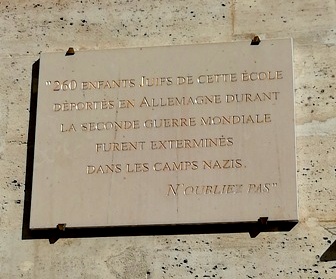 "260 ENFANTS JUIFS DE CETTE ÉCOLE
DÉPORTÉS EN ALLEMAGNE DURANT
LA SECONDE GUERRE MONDIALE
FURENT EXTERMINÉS
DANS LES CAMPS NAZIS.
N'OUBLIEZ PAS"